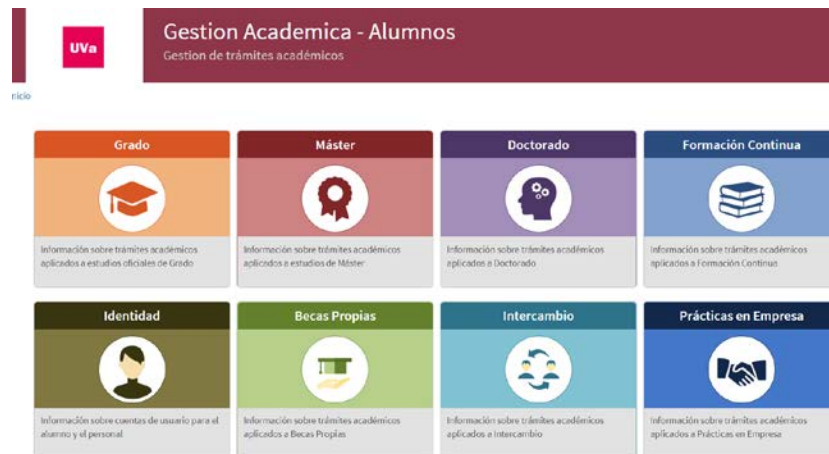 UVa
Gestion Academica - Alumnos
Gestion de trámites académicos
nicio
Grado
Información sobre trámites académicos
aplicados a estudios oficiales de Grado
Máster
Información sobre trámites académicos
aplicados a estudios de Máster
Doctorado
Información sobre trámites académicos
aplicados a Doctorado
Formación Continua
Información sobre trámites académicos
aplicados a Formación Continua
Identidad
Información sobre cuentas de usuario para el
alumno y el personal
Becas Propias
Información sobre trámites académicos
aplicados a Becas Propias
Intercambio
Información sobre trámites académicos
aplicados a Intercambio
Prácticas en Empresa
Información sobre trámites académicos
aplicados a Prácticas en Empresa